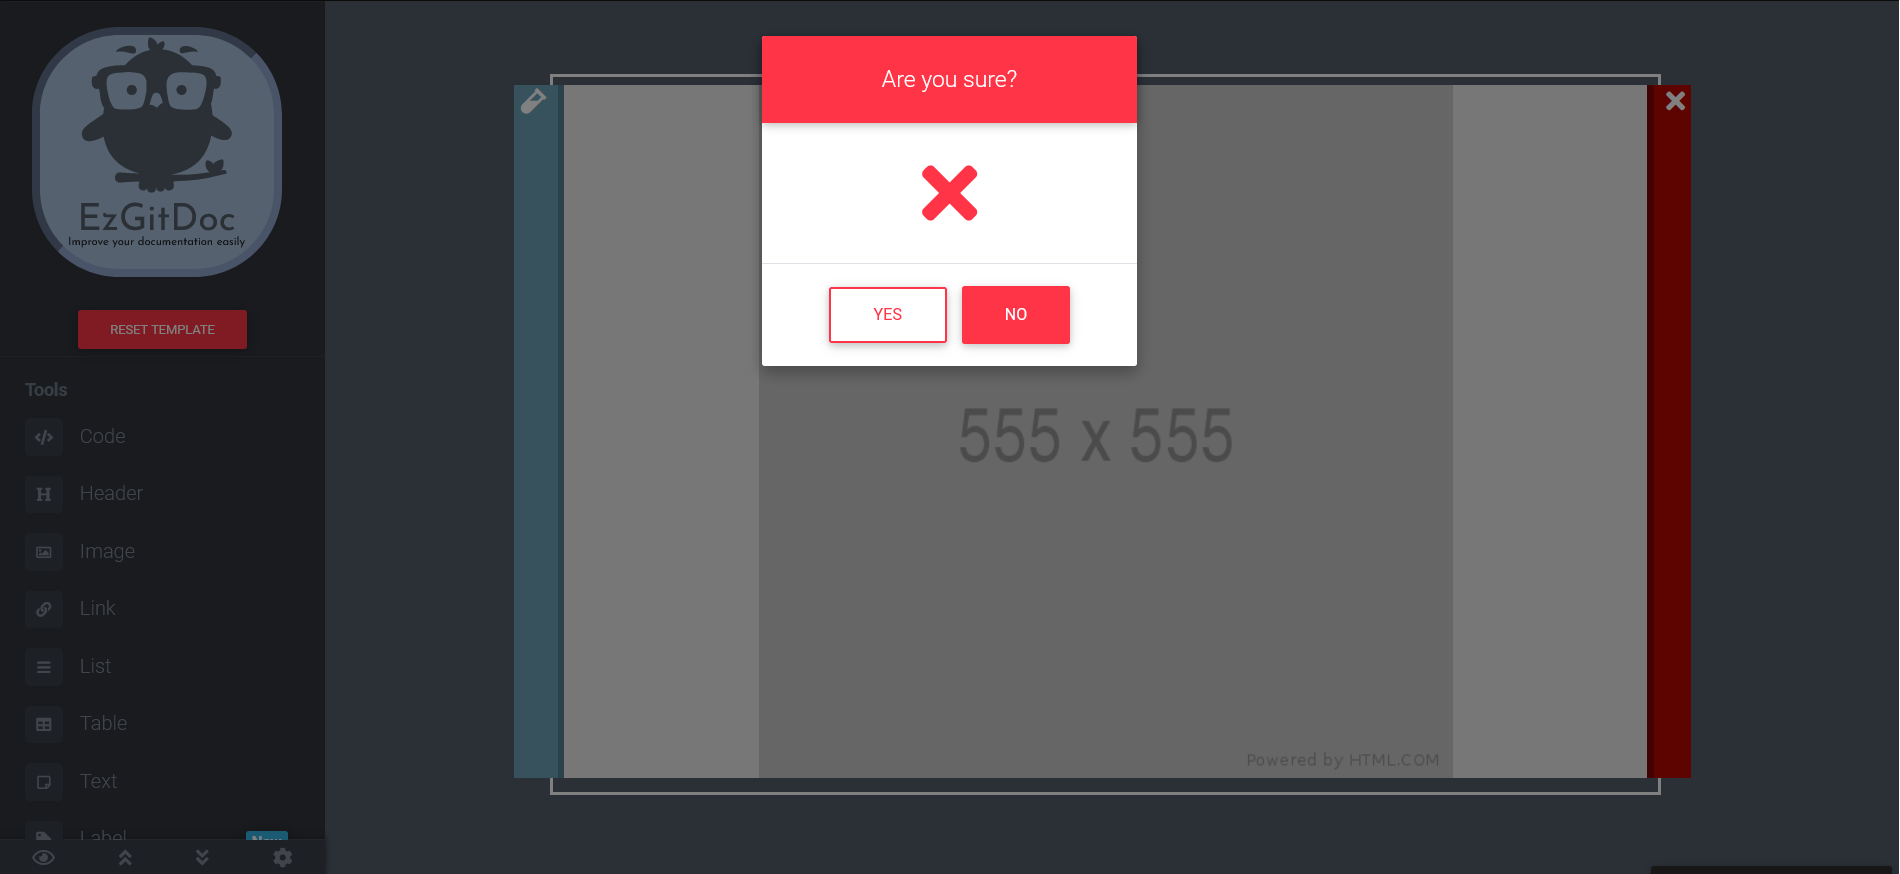 EzGitDoc
Improve your documentation easily
RESET TEMPLATE
Tools
Code
Header
Image
Link
List
Table
Text
Label New
Are you sure?
YES NO
555 x 555
Powered by HTML.COM